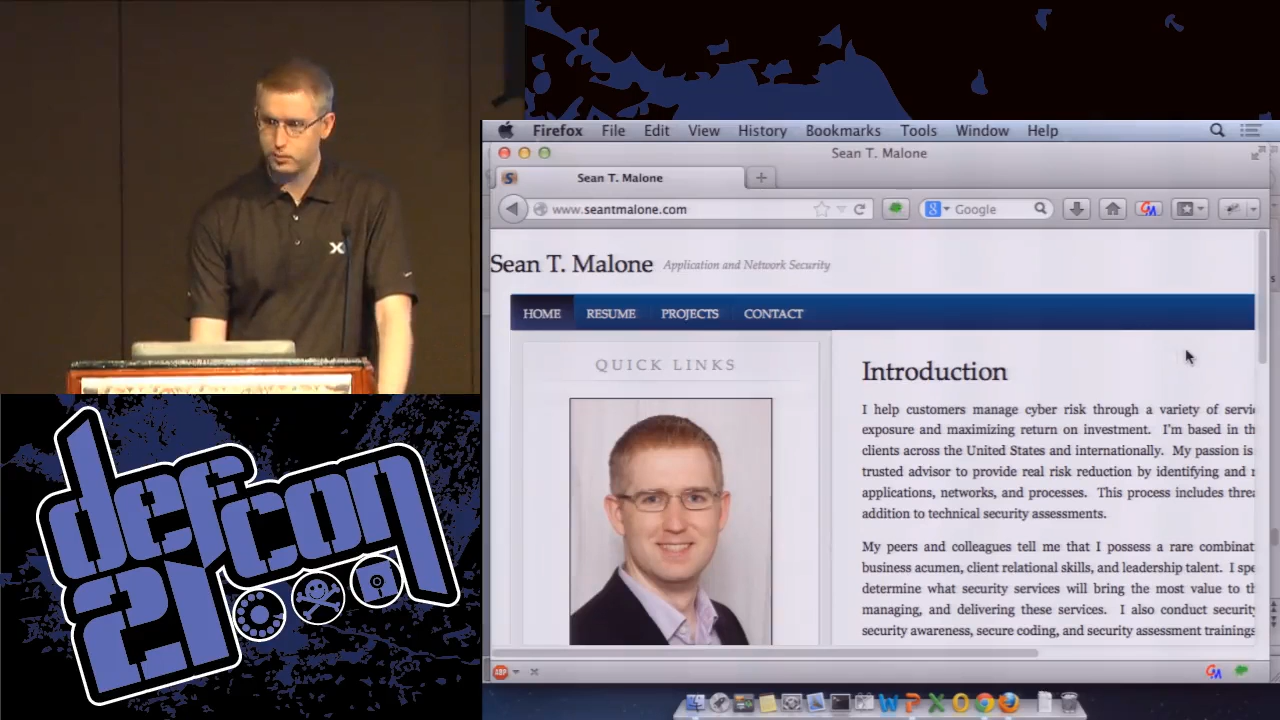 Firefox File Edit View History Bookmarks Tools Window Help
Sean T. Malone
Sean T. Malone
www.seantmalone.com
Google
Sean T. Malone Application and Network Security
HOME RESUME PROJECTS CONTACT
QUICK LINKS
Introduction
I help customers manage cyber risk through a variety of servi
exposure and maximizing return on investment. I'm based in th
clients across the United States and internationally. My passion is
trusted advisor to provide real risk reduction by identifying and
applications, networks, and processes. This process includes threa
addition to technical security assessments.
My peers and colleagues tell me that I possess a rare combinat
business acumen, client relational skills, and leadership talent. I spe
determine what security services will bring the most value to th
managing, and delivering these services. I also conduct security
security awareness, secure coding, and security assessment trainings
ABP
X
defcon
21